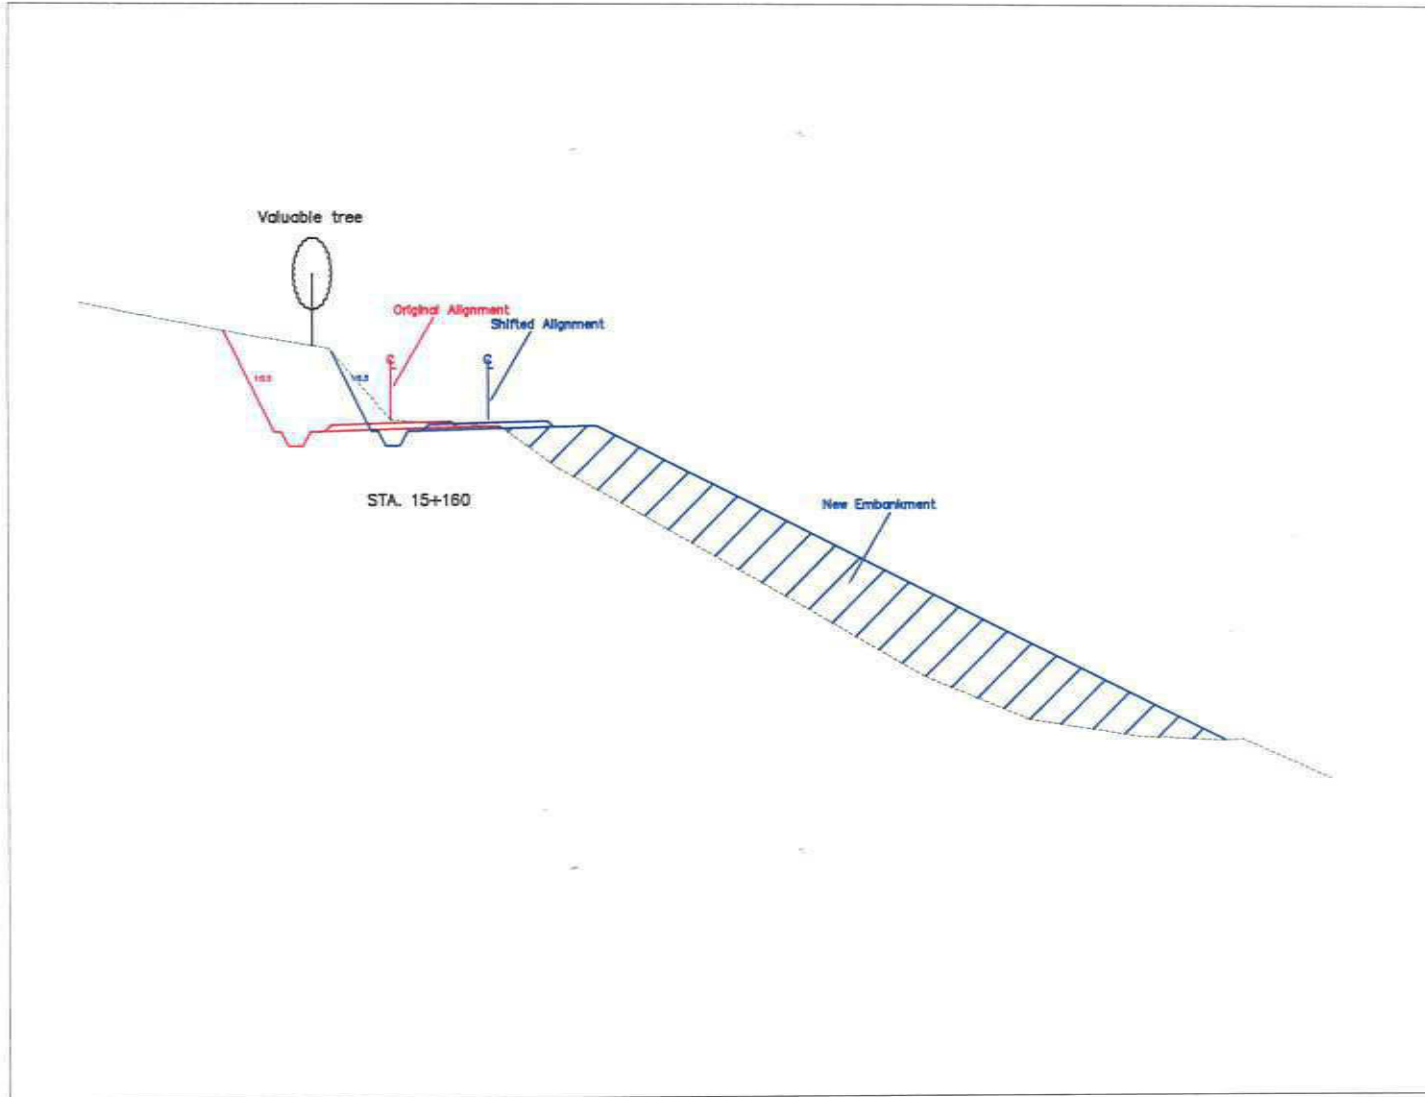 Valuable tree
Original Alignment
Shifted Alignment
℄
℄
STA. 15+160
New Embankment